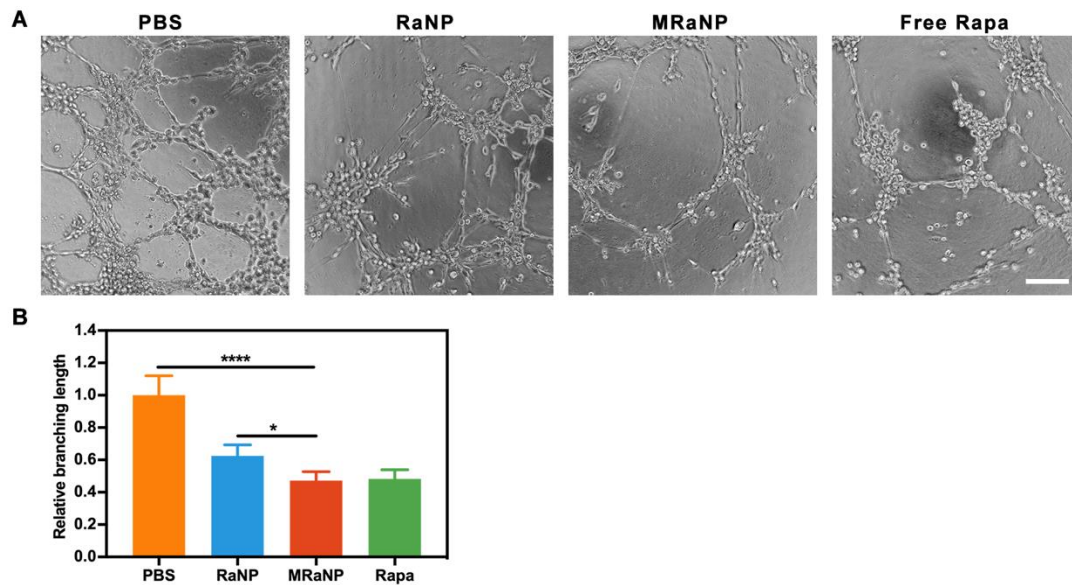 A
PBS
RaNP
MRaNP
Free Rapa
B
Relative branching length
1.4
1.2
1.0
0.8
0.6
0.4
0.2
0.0
****
*
PBS
RaNP
MRaNP
Rapa